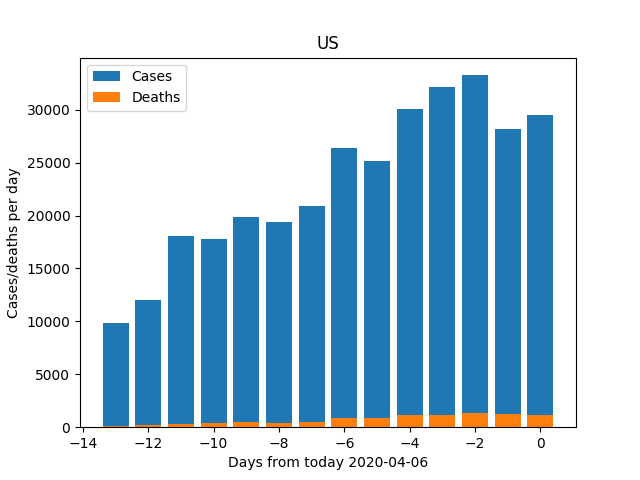 US
Cases
Deaths
Cases/deaths per day
30000
25000
20000
15000
10000
5000
0
−14 −12 −10 −8 −6 −4 −2 0
Days from today 2020-04-06